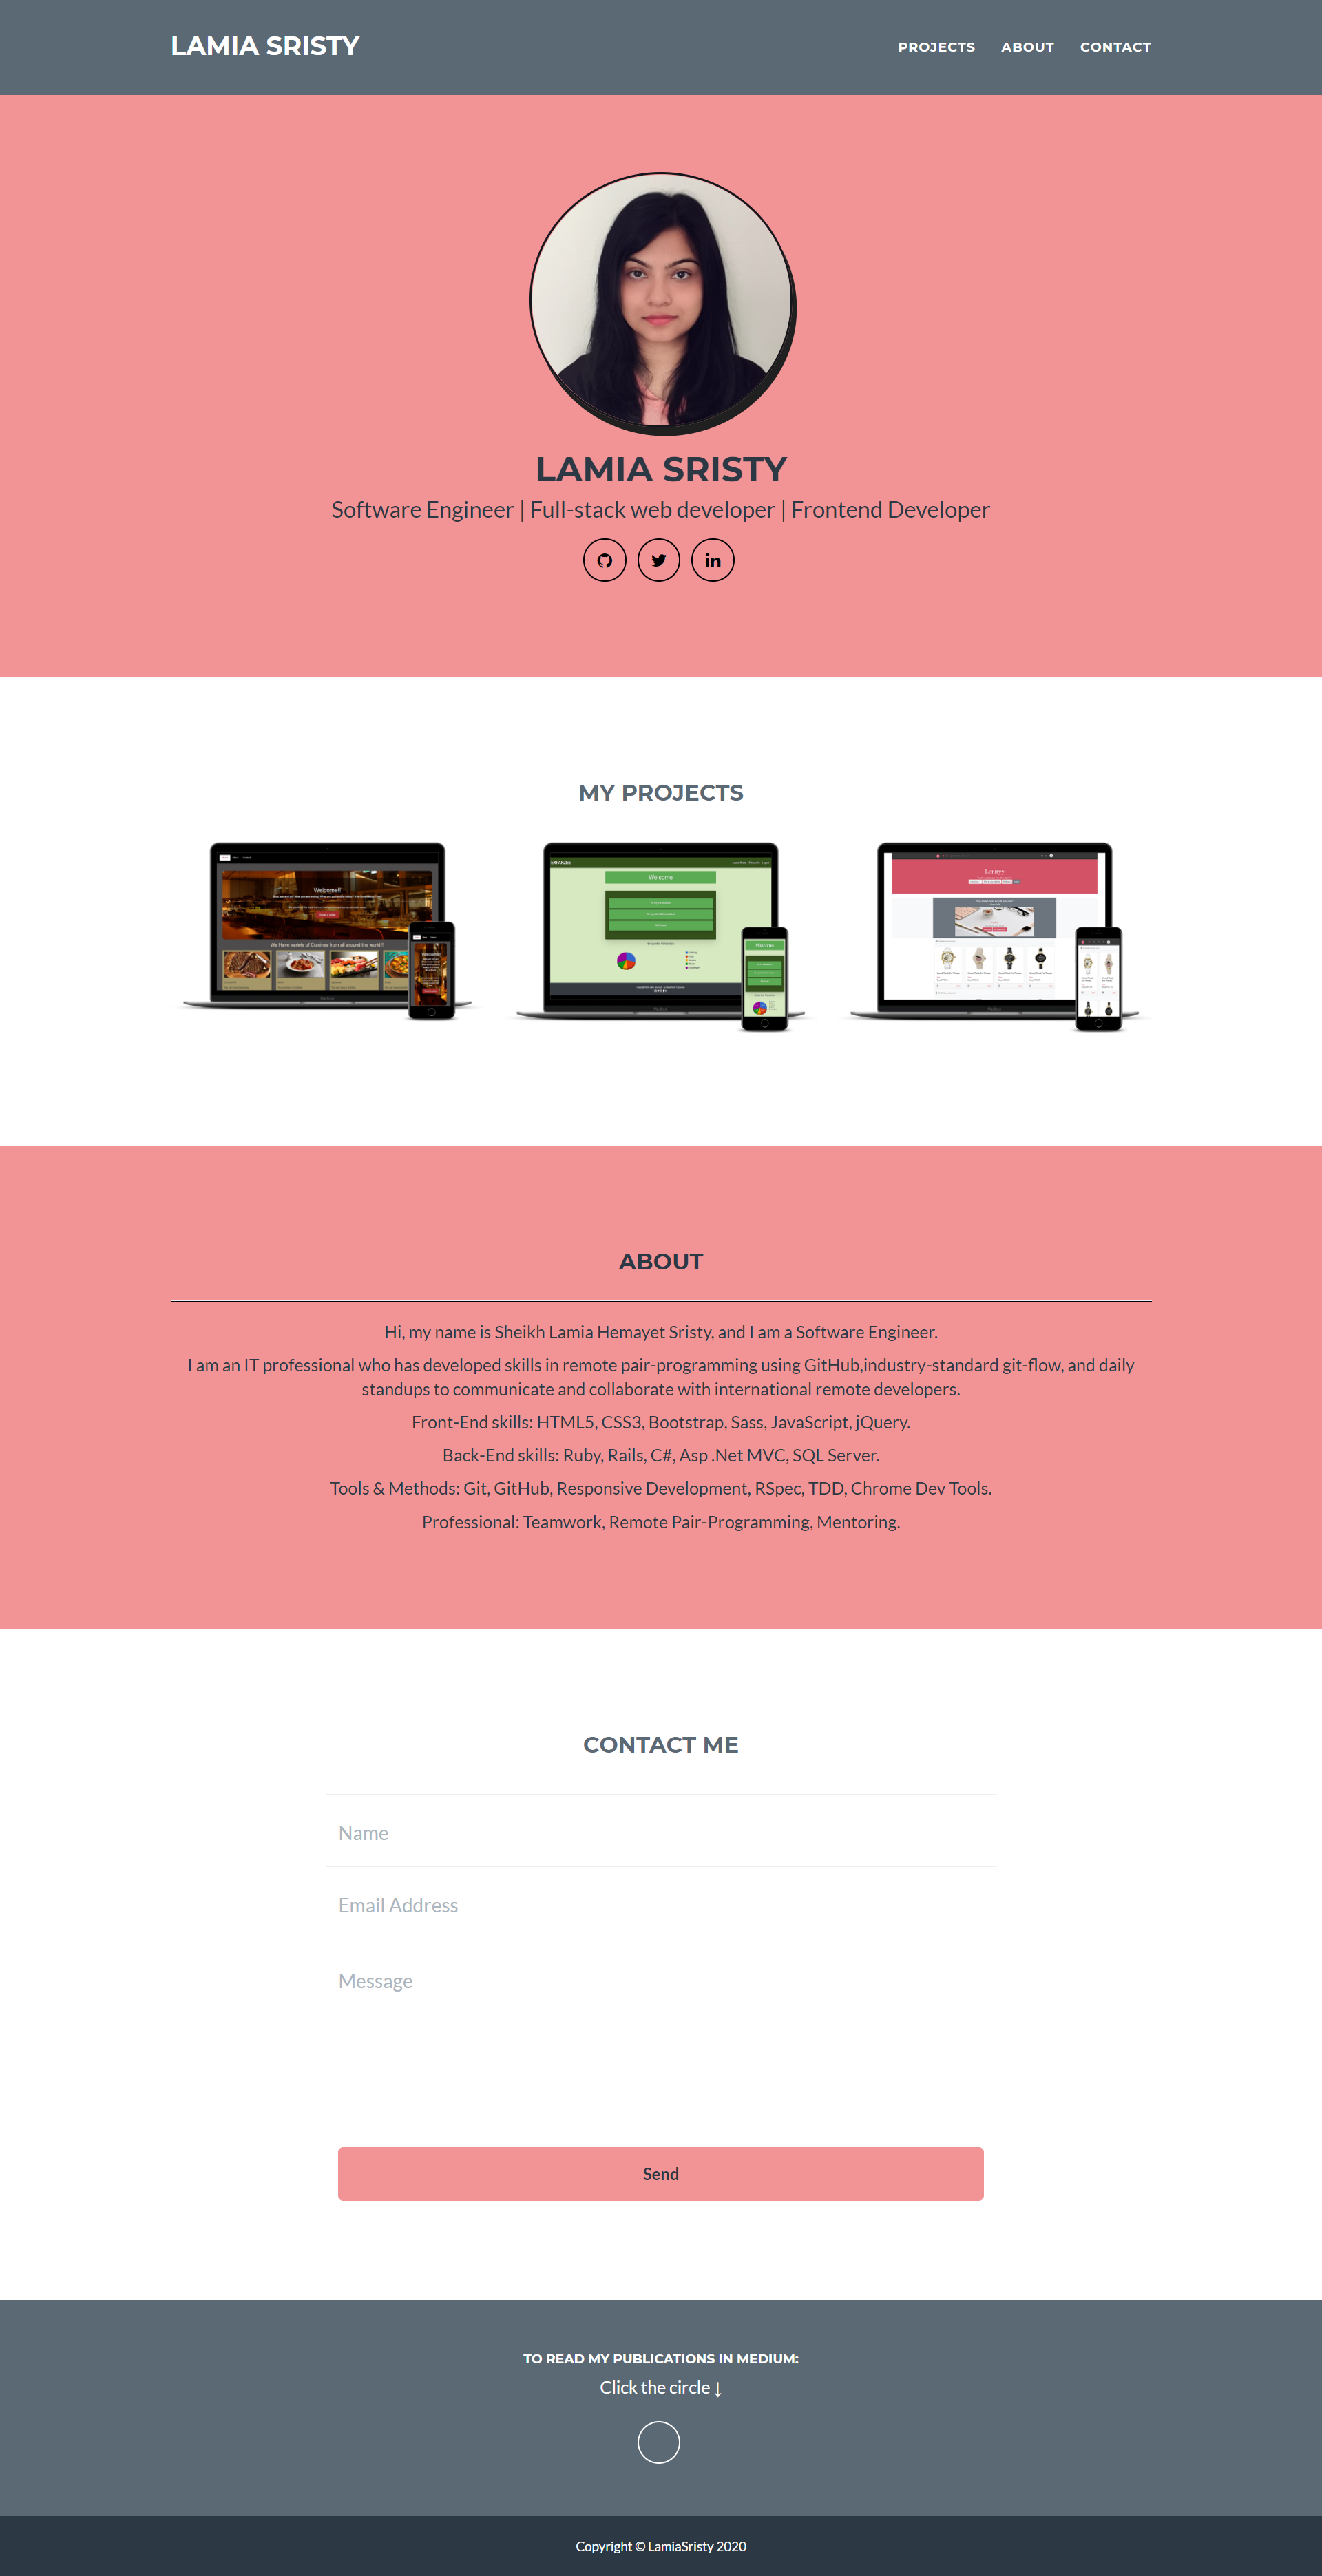 LAMIA SRISTY
PROJECTS ABOUT CONTACT
LAMIA SRISTY
Software Engineer | Full-stack web developer | Frontend Developer
MY PROJECTS
Welcome!!
We Have variety of Cuisines from all around the world!!!
EXPANZEE
Welcome
Welcome
ABOUT
Hi, my name is Sheikh Lamia Hemayet Sristy, and I am a Software Engineer.
I am an IT professional who has developed skills in remote pair-programming using GitHub,industry-standard git-flow, and daily
standups to communicate and collaborate with international remote developers.
Front-End skills: HTML5, CSS3, Bootstrap, Sass, JavaScript, jQuery.
Back-End skills: Ruby, Rails, C#, Asp .Net MVC, SQL Server.
Tools & Methods: Git, GitHub, Responsive Development, RSpec, TDD, Chrome Dev Tools.
Professional: Teamwork, Remote Pair-Programming, Mentoring.
CONTACT ME
Name
Email Address
Message
Send
TO READ MY PUBLICATIONS IN MEDIUM:
Click the circle ↓
Copyright © LamiaSristy 2020